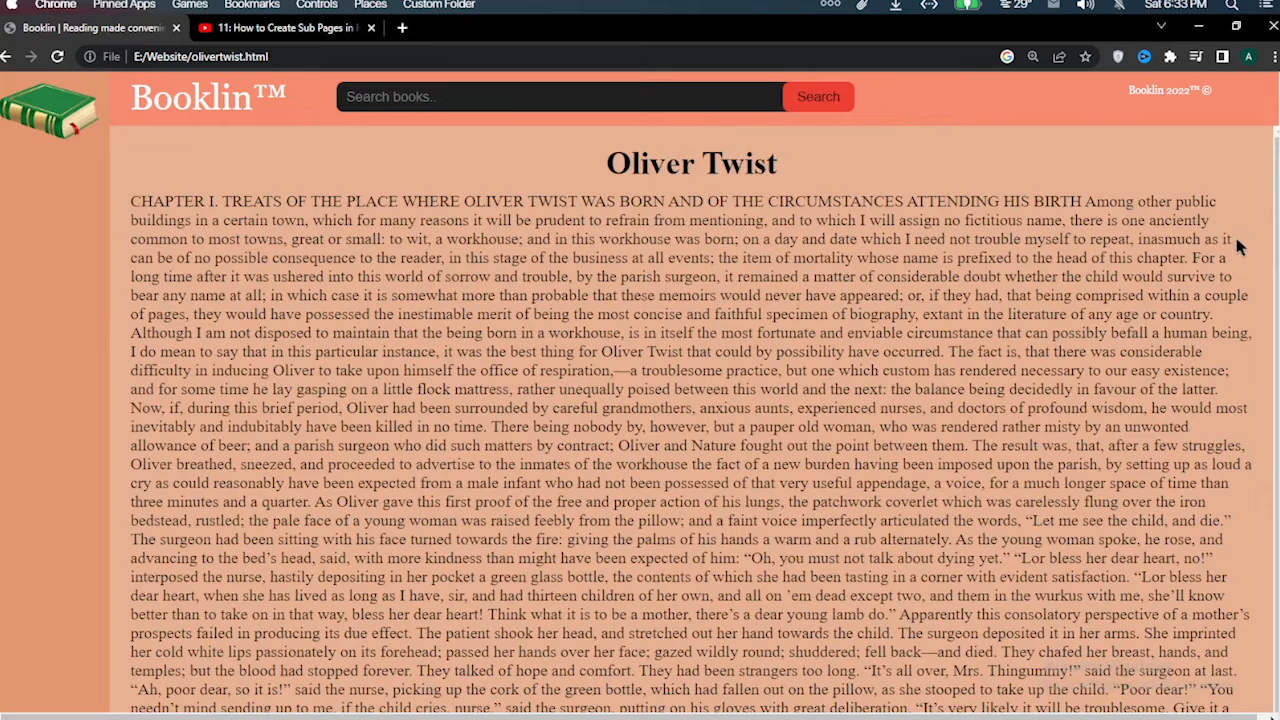 Chrome Pinned Apps Games Bookmarks Controls Places Custom Folder 29° Sat 6:33 PM
Booklin | Reading made convenie 11: How to Create Sub Pages in
File E:/Website/olivertwist.html A
Booklin™ Search books.. Search Booklin 2022™ ©
Oliver Twist
CHAPTER I. TREATS OF THE PLACE WHERE OLIVER TWIST WAS BORN AND OF THE CIRCUMSTANCES ATTENDING HIS BIRTH Among other public
buildings in a certain town, which for many reasons it will be prudent to refrain from mentioning, and to which I will assign no fictitious name, there is one anciently
common to most towns, great or small: to wit, a workhouse; and in this workhouse was born; on a day and date which I need not trouble myself to repeat, inasmuch as it
can be of no possible consequence to the reader, in this stage of the business at all events; the item of mortality whose name is prefixed to the head of this chapter. For a
long time after it was ushered into this world of sorrow and trouble, by the parish surgeon, it remained a matter of considerable doubt whether the child would survive to
bear any name at all; in which case it is somewhat more than probable that these memoirs would never have appeared; or, if they had, that being comprised within a couple
of pages, they would have possessed the inestimable merit of being the most concise and faithful specimen of biography, extant in the literature of any age or country.
Although I am not disposed to maintain that the being born in a workhouse, is in itself the most fortunate and enviable circumstance that can possibly befall a human being,
I do mean to say that in this particular instance, it was the best thing for Oliver Twist that could by possibility have occurred. The fact is, that there was considerable
difficulty in inducing Oliver to take upon himself the office of respiration,—a troublesome practice, but one which custom has rendered necessary to our easy existence;
and for some time he lay gasping on a little flock mattress, rather unequally poised between this world and the next: the balance being decidedly in favour of the latter.
Now, if, during this brief period, Oliver had been surrounded by careful grandmothers, anxious aunts, experienced nurses, and doctors of profound wisdom, he would most
inevitably and indubitably have been killed in no time. There being nobody by, however, but a pauper old woman, who was rendered rather misty by an unwonted
allowance of beer; and a parish surgeon who did such matters by contract; Oliver and Nature fought out the point between them. The result was, that, after a few struggles,
Oliver breathed, sneezed, and proceeded to advertise to the inmates of the workhouse the fact of a new burden having been imposed upon the parish, by setting up as loud a
cry as could reasonably have been expected from a male infant who had not been possessed of that very useful appendage, a voice, for a much longer space of time than
three minutes and a quarter. As Oliver gave this first proof of the free and proper action of his lungs, the patchwork coverlet which was carelessly flung over the iron
bedstead, rustled; the pale face of a young woman was raised feebly from the pillow; and a faint voice imperfectly articulated the words, “Let me see the child, and die.”
The surgeon had been sitting with his face turned towards the fire: giving the palms of his hands a warm and a rub alternately. As the young woman spoke, he rose, and
advancing to the bed’s head, said, with more kindness than might have been expected of him: “Oh, you must not talk about dying yet.” “Lor bless her dear heart, no!”
interposed the nurse, hastily depositing in her pocket a green glass bottle, the contents of which she had been tasting in a corner with evident satisfaction. “Lor bless her
dear heart, when she has lived as long as I have, sir, and had thirteen children of her own, and all on ’em dead except two, and them in the wurkus with me, she’ll know
better than to take on in that way, bless her dear heart! Think what it is to be a mother, there’s a dear young lamb do.” Apparently this consolatory perspective of a mother’s
prospects failed in producing its due effect. The patient shook her head, and stretched out her hand towards the child. The surgeon deposited it in her arms. She imprinted
her cold white lips passionately on its forehead; passed her hands over her face; gazed wildly round; shuddered; fell back—and died. They chafed her breast, hands, and
temples; but the blood had stopped forever. They talked of hope and comfort. They had been strangers too long. “It’s all over, Mrs. Thingummy!” said the surgeon at last.
“Ah, poor dear, so it is!” said the nurse, picking up the cork of the green bottle, which had fallen out on the pillow, as she stooped to take up the child. “Poor dear!” “You
needn’t mind sending up to me, if the child cries, nurse,” said the surgeon, putting on his gloves with great deliberation. “It’s very likely it will be troublesome. Give it a